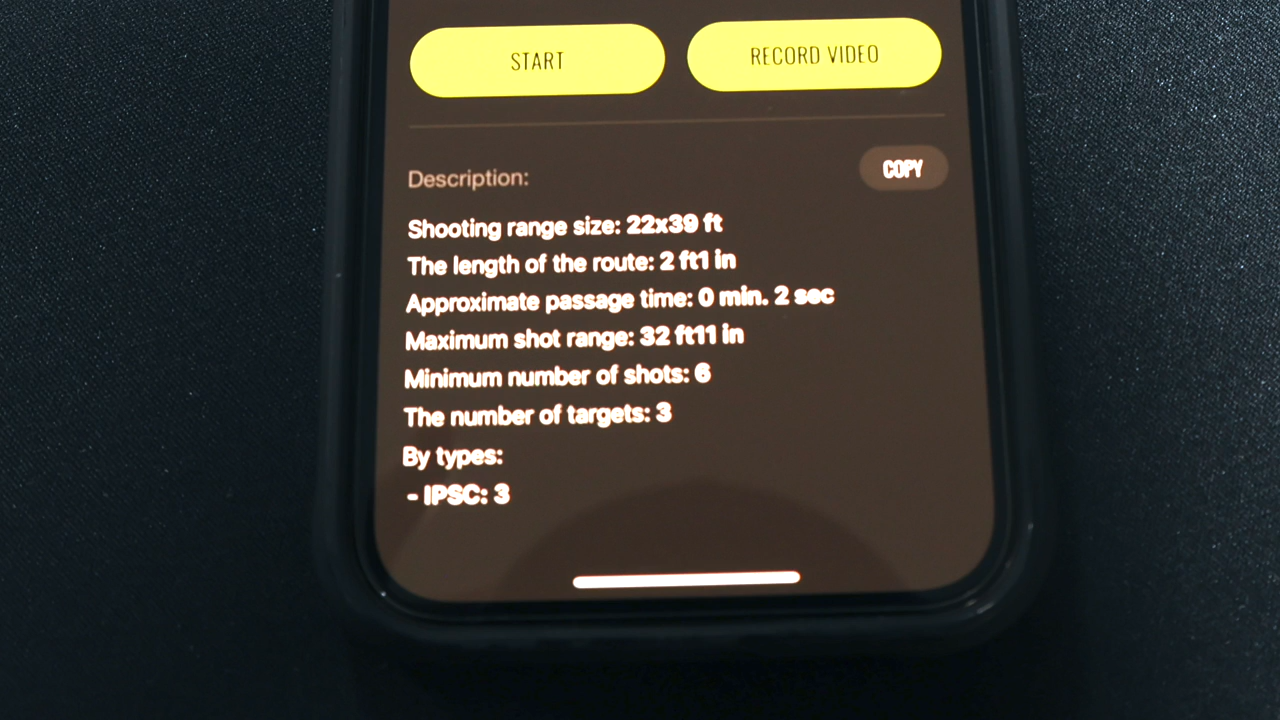 START
RECORD VIDEO
Description:
COPY
Shooting range size: 22x39 ft
The length of the route: 2 ft1 in
Approximate passage time: 0 min. 2 sec
Maximum shot range: 32 ft11 in
Minimum number of shots: 6
The number of targets: 3
By types:
- IPSC: 3